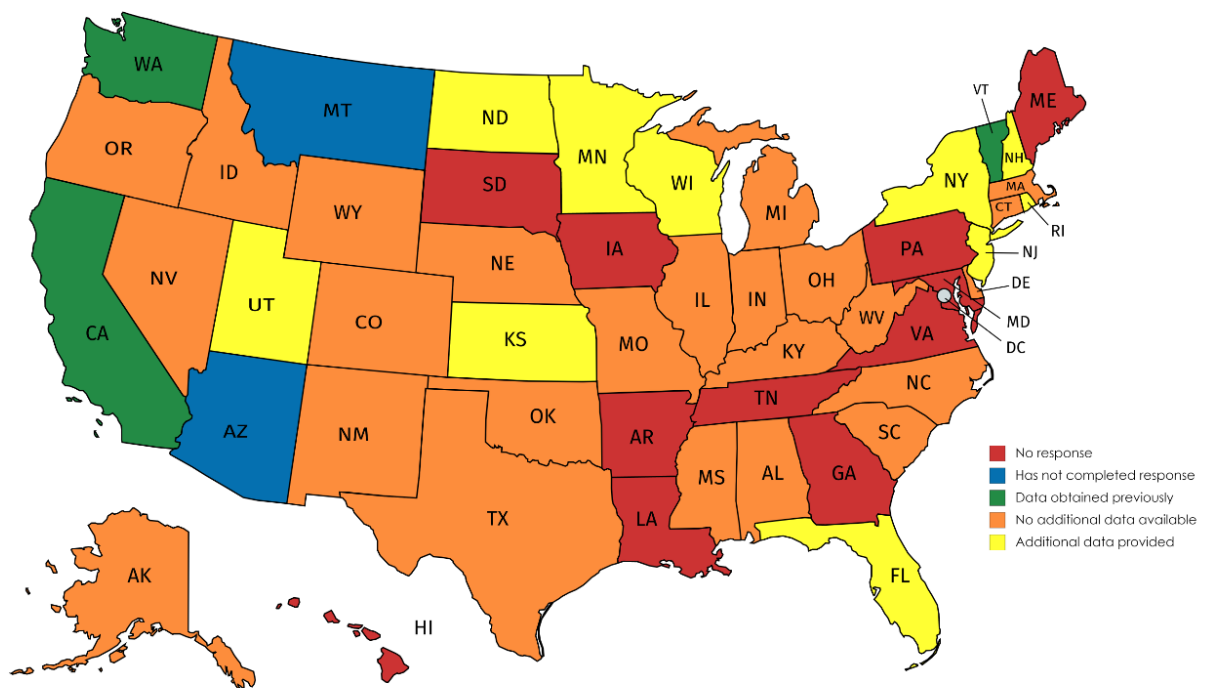 WA
MT
ND
MN
VT
ME
OR
ID
SD
WI
NY
NH
MA
CT
RI
WY
MI
IA
PA
NJ
NE
NV
UT
IL
IN
OH
DE
CA
CO
KS
MO
WV
MD
KY
VA
DC
NC
TN
AZ
NM
OK
AR
SC
MS
AL
GA
TX
LA
AK
FL
HI
No response
Has not completed response
Data obtained previously
No additional data available
Additional data provided